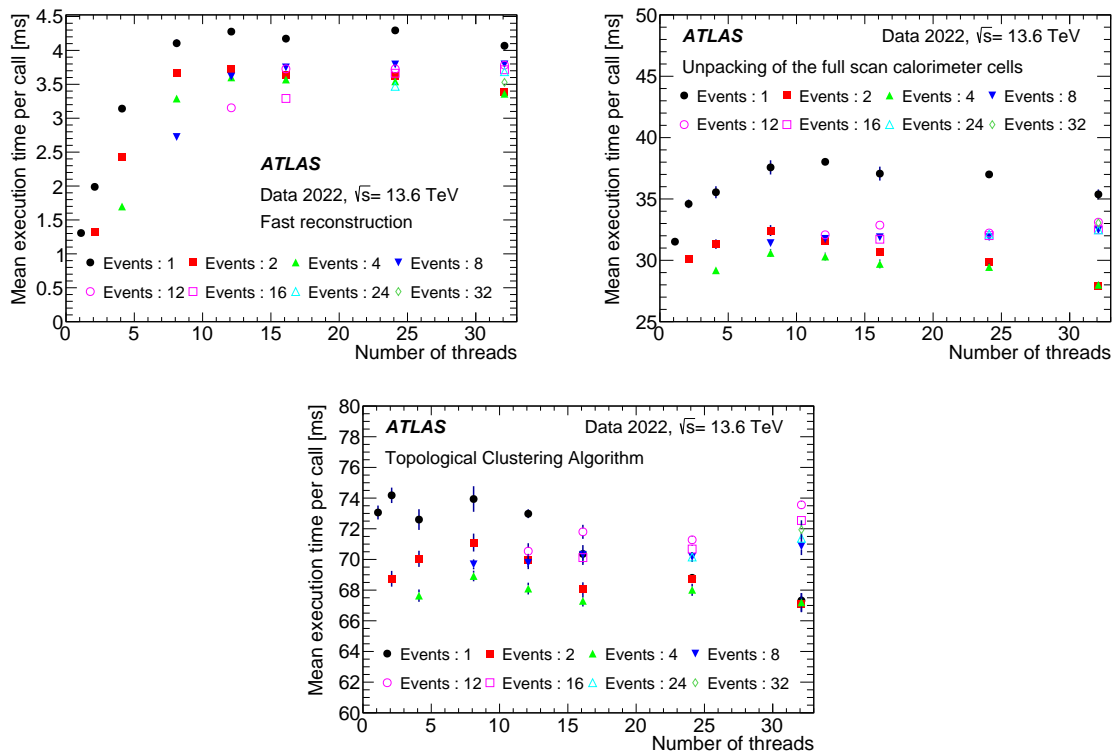 Mean execution time per call [ms]
4.5
4
3.5
3
2.5
2
1.5
1
0.5
0
ATLAS
Data 2022, √s= 13.6 TeV
Fast reconstruction
Events : 1 Events : 2 Events : 4 Events : 8
Events : 12 Events : 16 Events : 24 Events : 32
0 5 10 15 20 25 30
Number of threads
Mean execution time per call [ms]
50
45
40
35
30
25
ATLAS Data 2022, √s= 13.6 TeV
Unpacking of the full scan calorimeter cells
Events : 1 Events : 2 Events : 4 Events : 8
Events : 12 Events : 16 Events : 24 Events : 32
0 5 10 15 20 25 30
Number of threads
Mean execution time per call [ms]
80
78
76
74
72
70
68
66
64
62
60
ATLAS Data 2022, √s= 13.6 TeV
Topological Clustering Algorithm
Events : 1 Events : 2 Events : 4 Events : 8
Events : 12 Events : 16 Events : 24 Events : 32
0 5 10 15 20 25 30
Number of threads